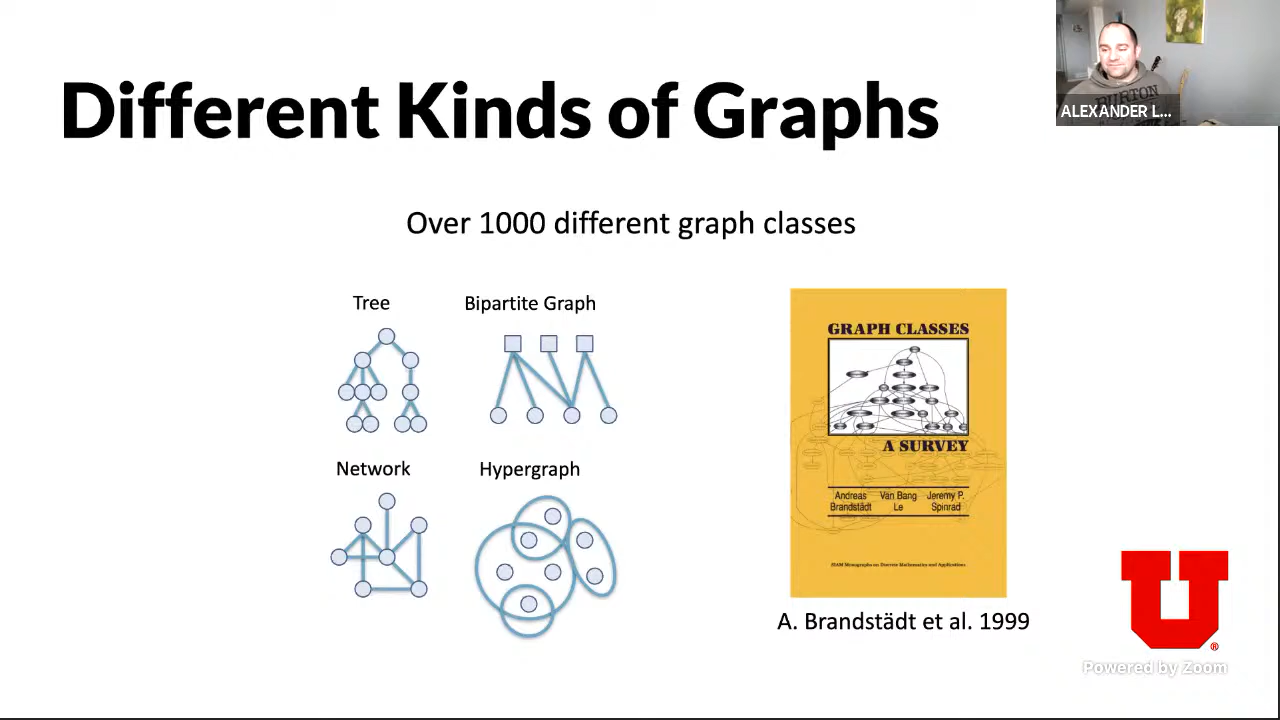 Different Kinds of Graphs
BURTON
ALEXANDER L...
Over 1000 different graph classes
Tree
Bipartite Graph
Network
Hypergraph
GRAPH CLASSES
A SURVEY
Andreas Brandstädt
Van Bang Le
Jeremy P. Spinrad
SIAM Monographs on Discrete Mathematics and Applications
A. Brandstädt et al. 1999
U
®
Powered by Zoom